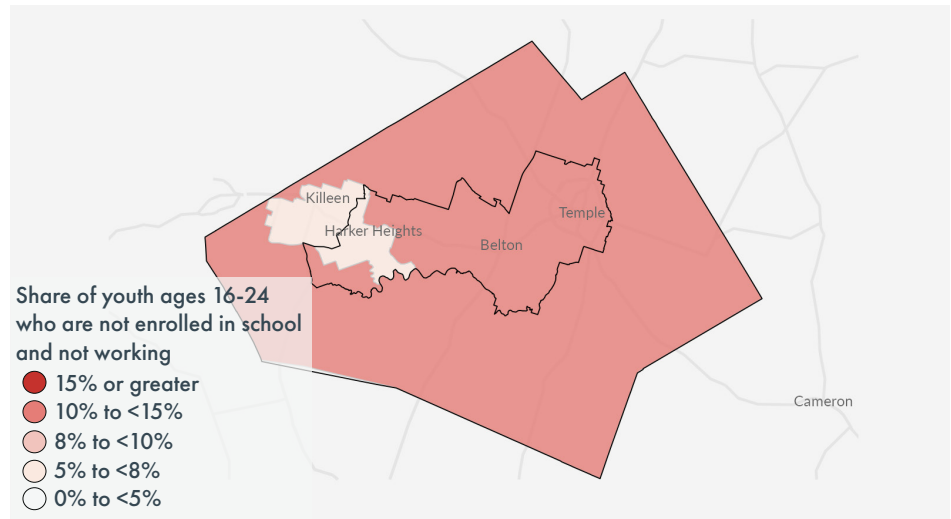 Killeen
Temple
Harker Heights
Belton
Share of youth ages 16-24
who are not enrolled in school
and not working
15% or greater
10% to <15%
8% to <10%
5% to <8%
0% to <5%
Cameron